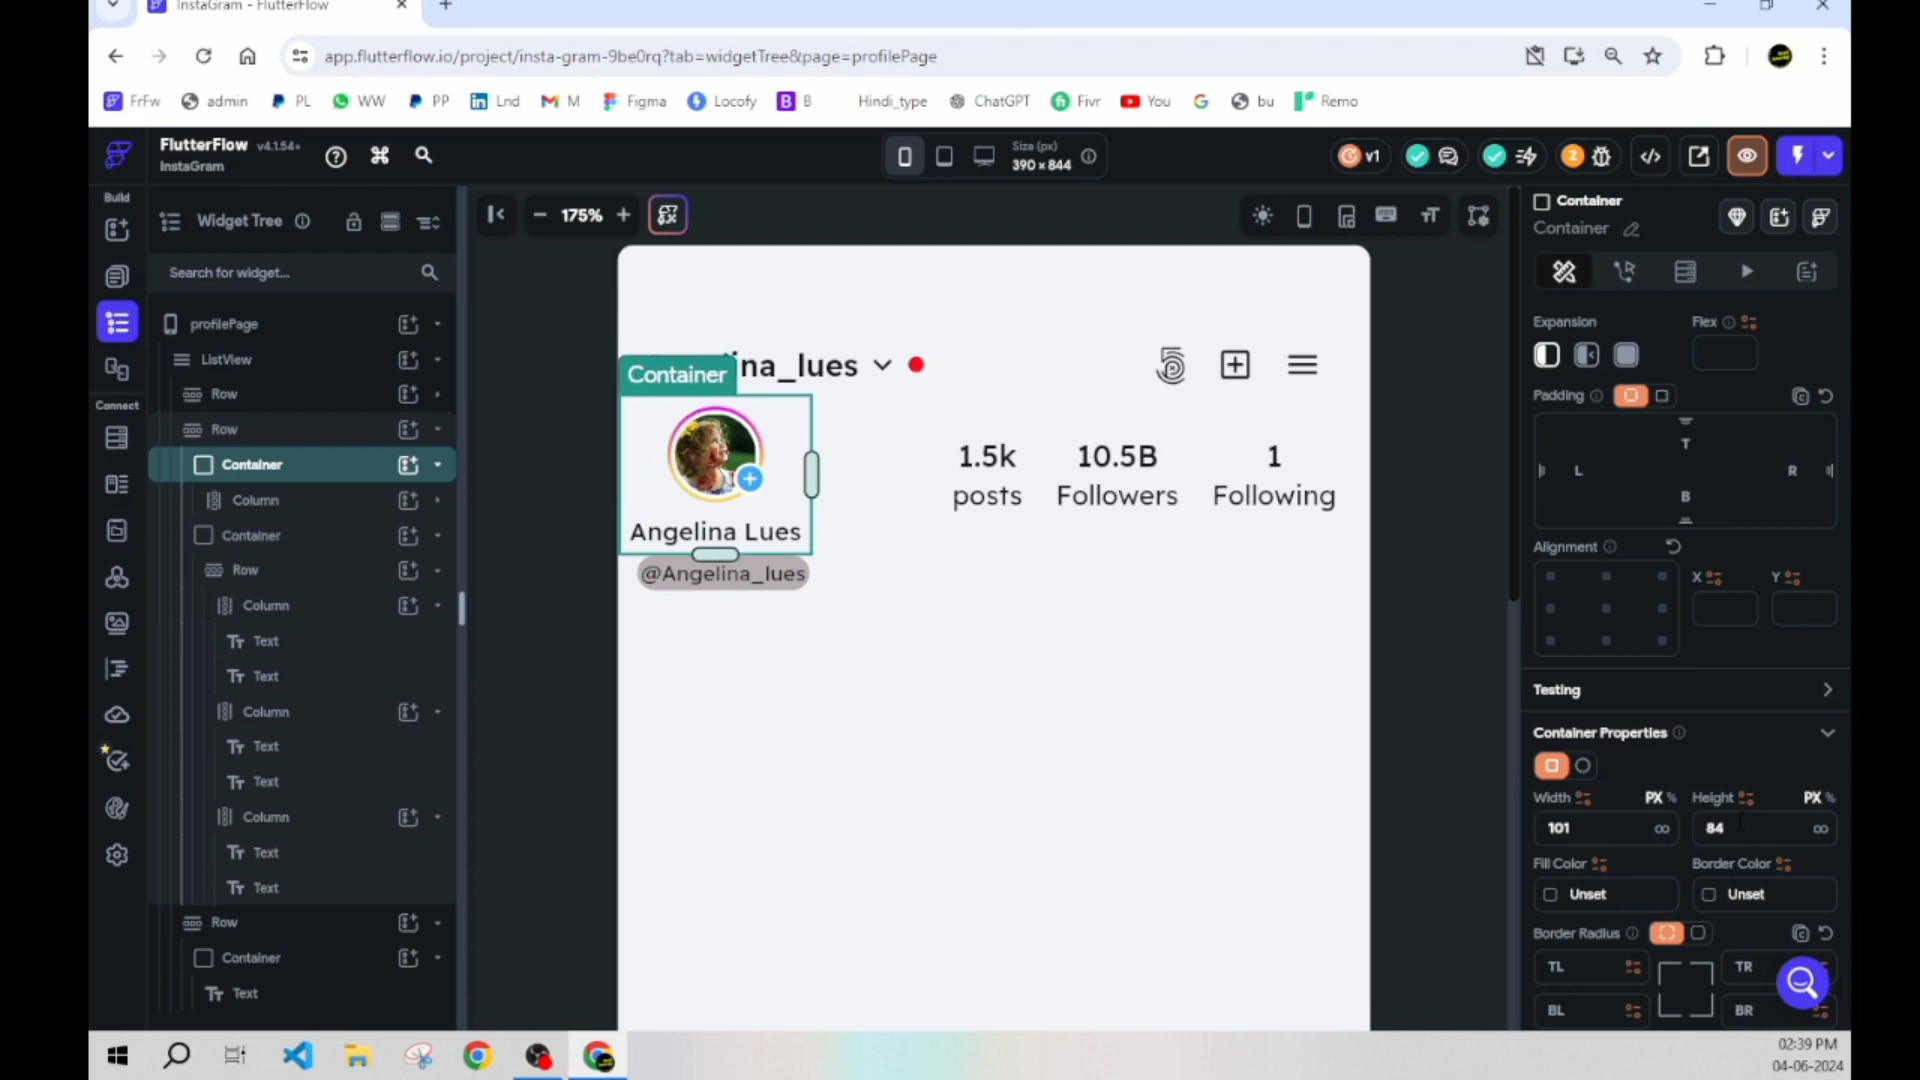 InstaGram - FlutterFlow
app.flutterflow.io/project/insta-gram-9be0rq?tab=widgetTree&page=profilePage
FrFw admin PL WW PP Lnd M Figma Locofy B Hindi_type ChatGPT Fivr You bu Remo
FlutterFlow v4.1.54+
InstaGram
Size (px)
390 × 844
v1
2
Build
Widget Tree
175%
Search for widget...
profilePage
ListView
Row
Row
Container
Column
Container
Row
Column
Text
Text
Column
Text
Text
Column
Text
Text
Row
Container
Text
Connect
ina_lues
Container
1.5k
posts
10.5B
Followers
1
Following
Angelina Lues
@Angelina_lues
Container
Container
Expansion Flex
Padding
T
L R
B
Alignment X Y
Testing
Container Properties
Width PX % Height PX %
101 ∞ 84 ∞
Fill Color Border Color
Unset Unset
Border Radius
TL TR
BL BR
02:39 PM
04-06-2024